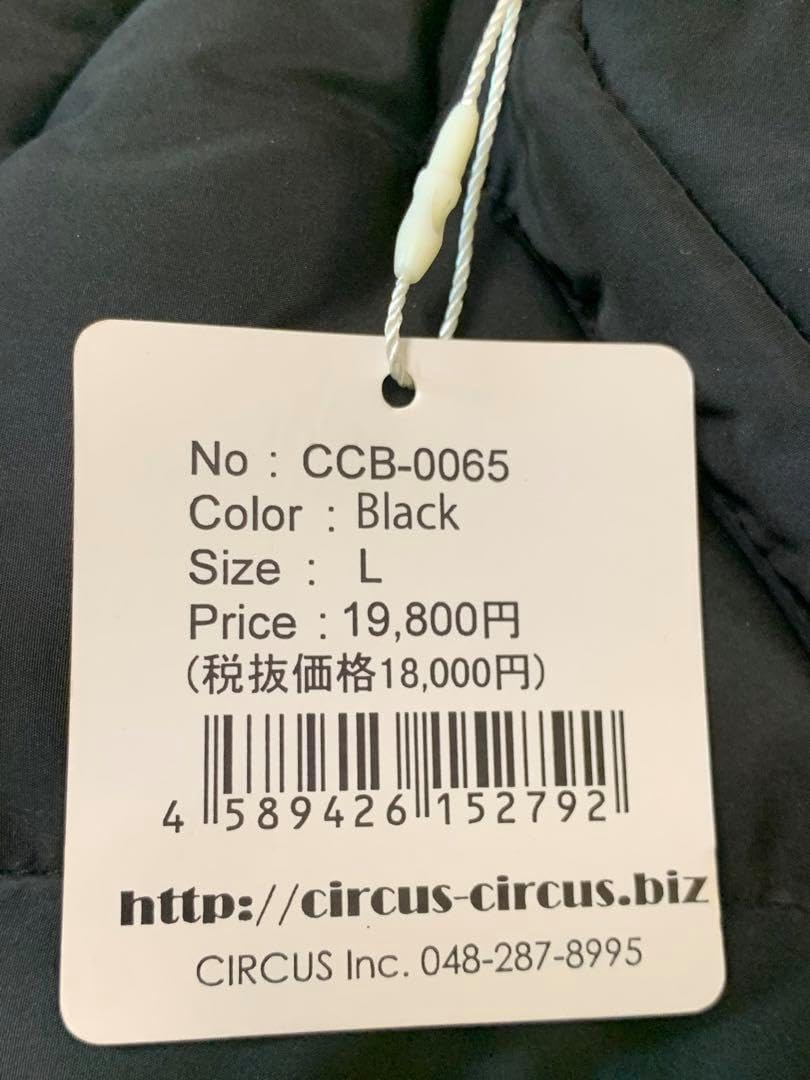 No : CCB-0065
Color : Black
Size : L
Price : 19,800円
(税抜価格18,000円)
4 589426 152792
http://circus-circus.biz
CIRCUS Inc. 048-287-8995